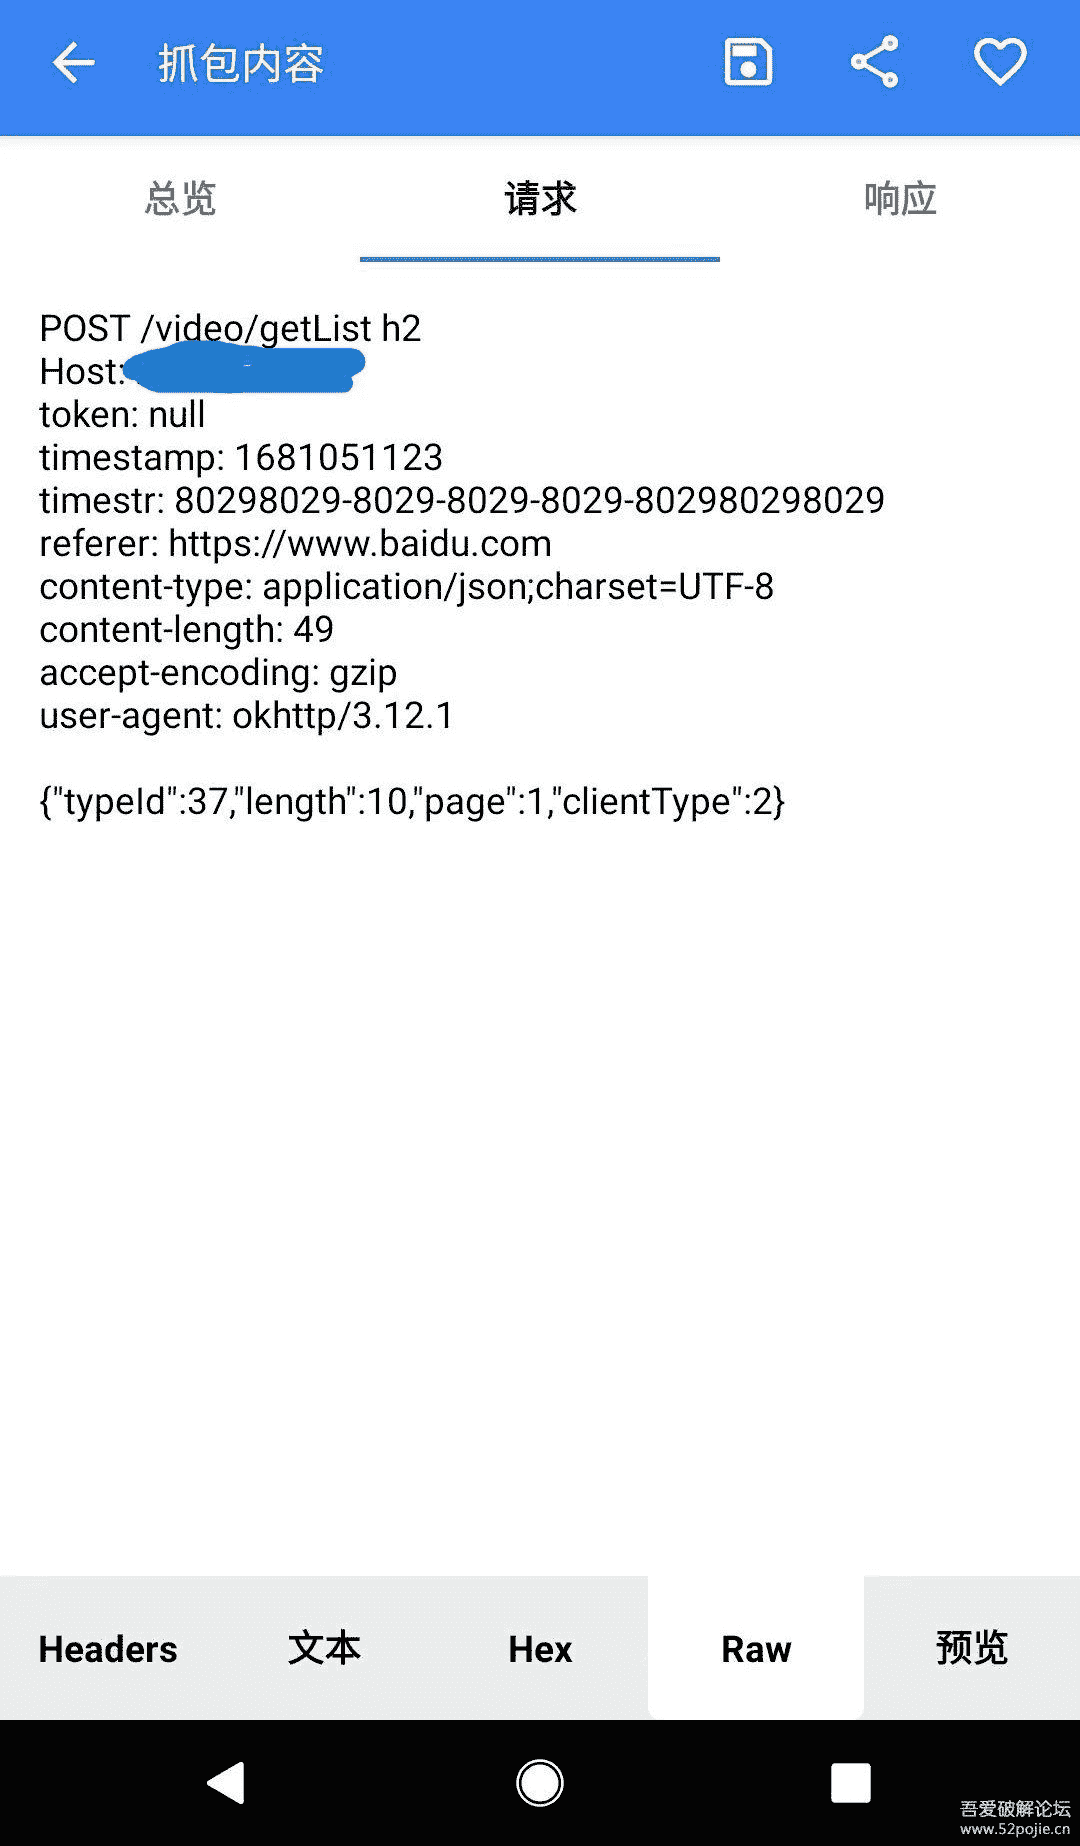 抓包内容
总览 请求 响应
POST /video/getList h2
Host:
token: null
timestamp: 1681051123
timestr: 80298029-8029-8029-8029-802980298029
referer: https://www.baidu.com
content-type: application/json;charset=UTF-8
content-length: 49
accept-encoding: gzip
user-agent: okhttp/3.12.1
{"typeId":37,"length":10,"page":1,"clientType":2}
Headers 文本 Hex Raw 预览
吾爱破解论坛
www.52pojie.cn